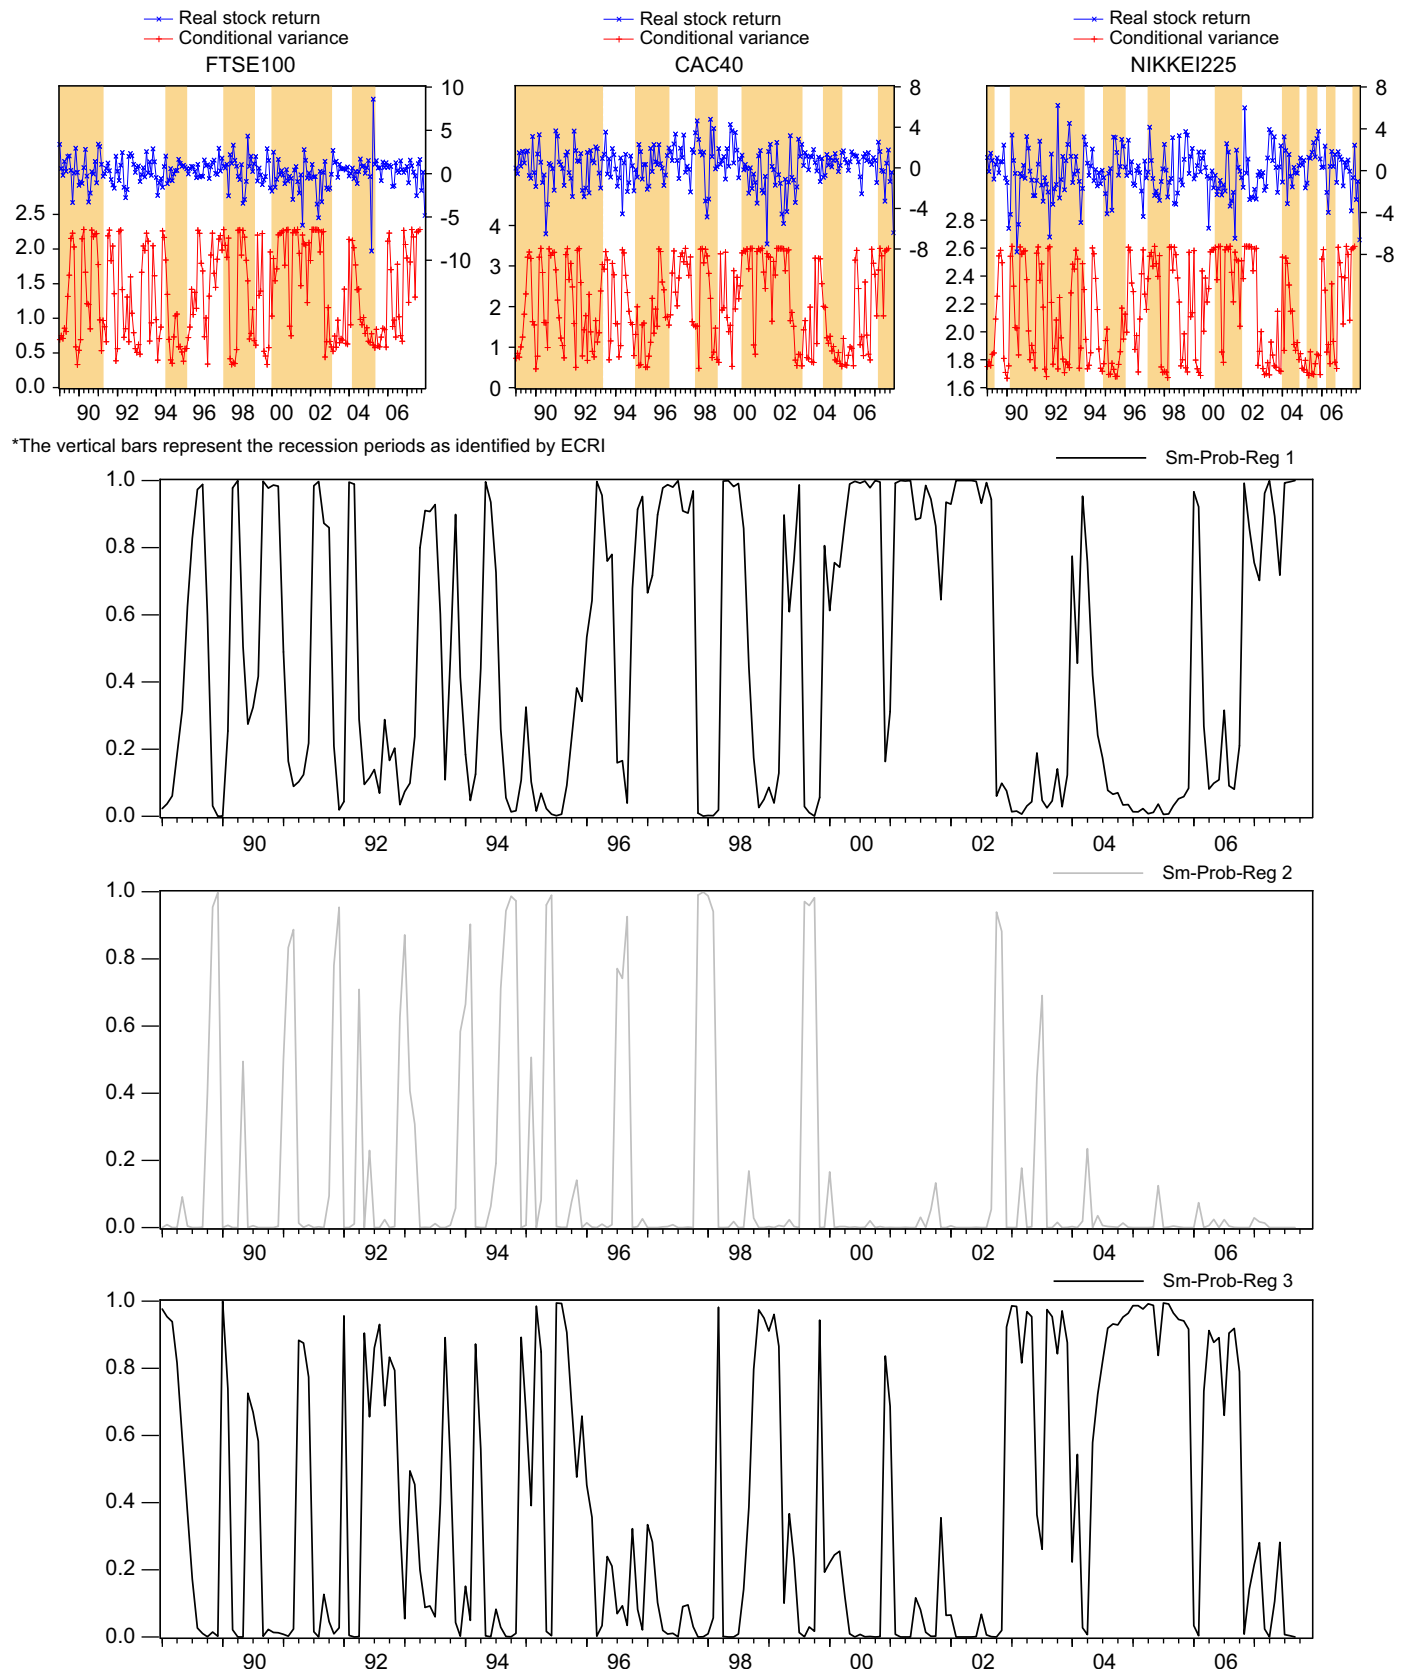 Real stock return
Conditional variance
FTSE100
10
5
0
-5
-10
2.5
2.0
1.5
1.0
0.5
0.0
90 92 94 96 98 00 02 04 06
Real stock return
Conditional variance
CAC40
8
4
0
-4
-8
4
3
2
1
0
90 92 94 96 98 00 02 04 06
Real stock return
Conditional variance
NIKKEI225
8
4
0
-4
-8
2.8
2.6
2.4
2.2
2.0
1.8
1.6
90 92 94 96 98 00 02 04 06
*The vertical bars represent the recession periods as identified by ECRI
Sm-Prob-Reg 1
1.0
0.8
0.6
0.4
0.2
0.0
90 92 94 96 98 00 02 04 06
Sm-Prob-Reg 2
1.0
0.8
0.6
0.4
0.2
0.0
90 92 94 96 98 00 02 04 06
Sm-Prob-Reg 3
1.0
0.8
0.6
0.4
0.2
0.0
90 92 94 96 98 00 02 04 06